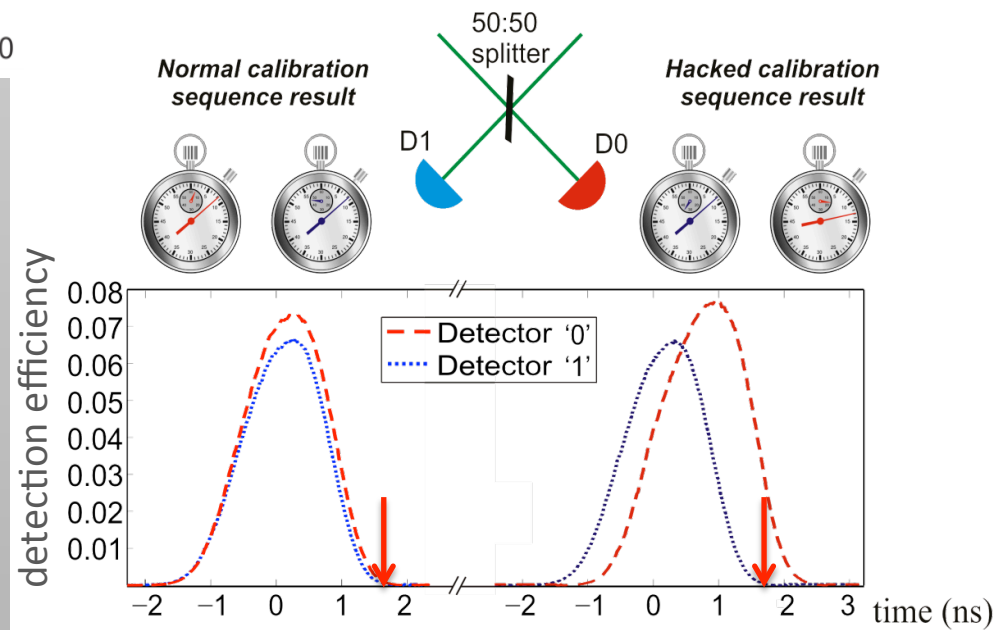 0
50:50
splitter
Normal calibration
sequence result
Hacked calibration
sequence result
D1
D0
detection efficiency
0.08
0.07
0.06
0.05
0.04
0.03
0.02
0.01
Detector ‘0’
Detector ‘1’
−2
−1
0
1
2
−2
−1
0
1
2
3
time (ns)